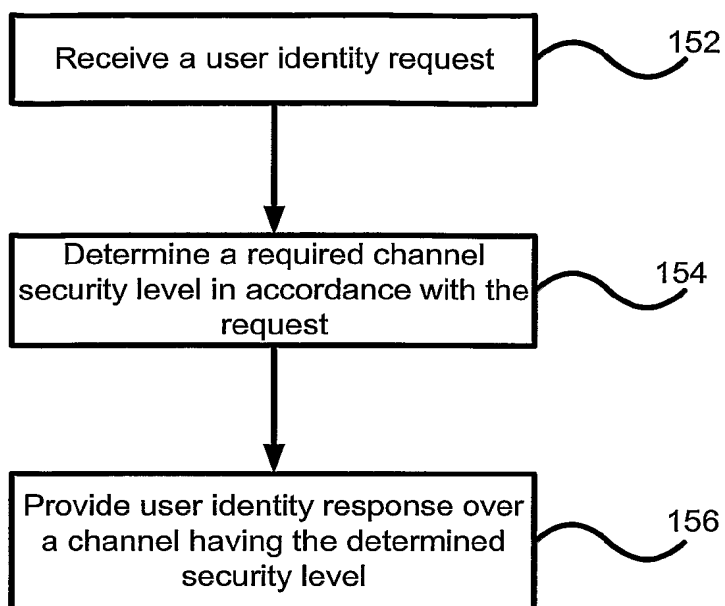 Receive a user identity request
152
Determine a required channel
security level in accordance with the
request
154
Provide user identity response over
a channel having the determined
security level
156